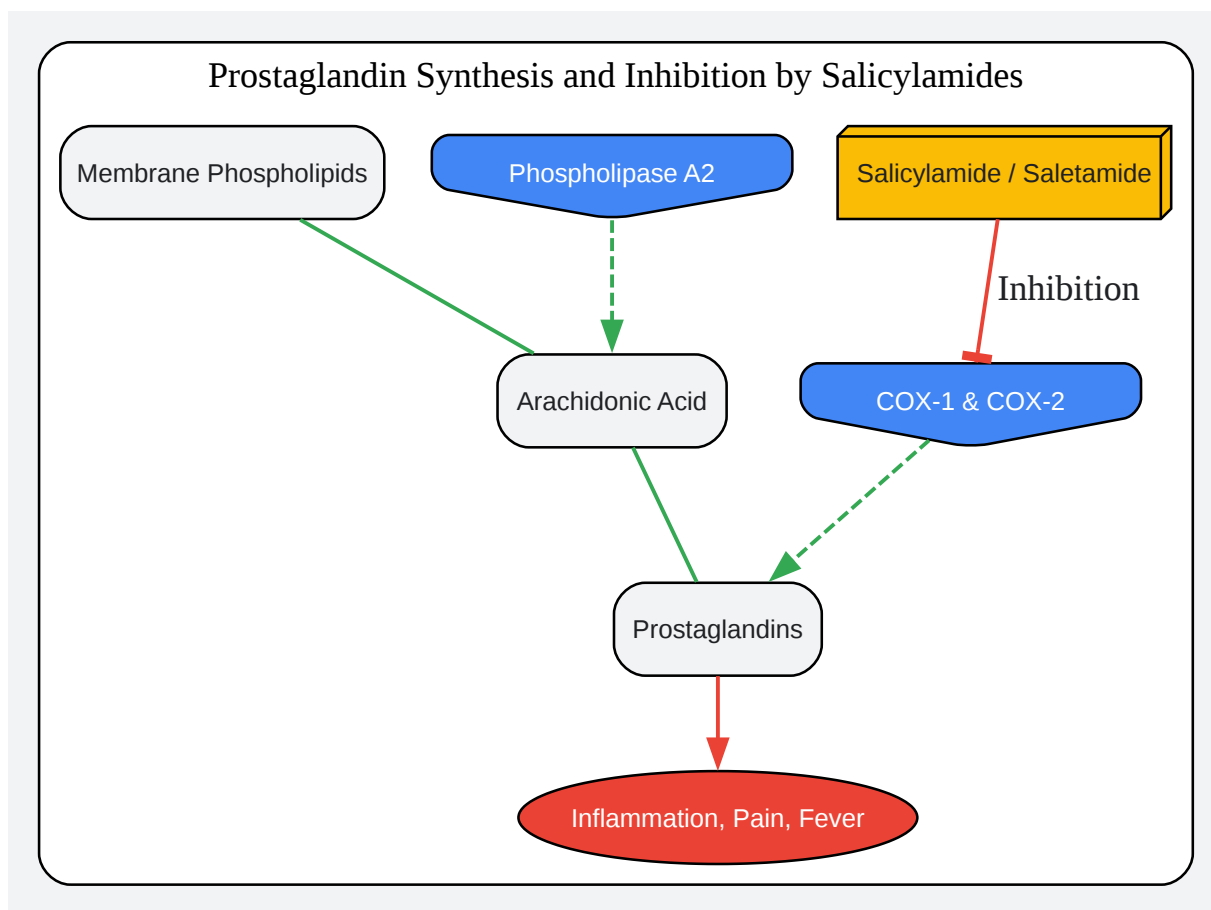 Prostaglandin Synthesis and Inhibition by Salicylamides
Membrane Phospholipids
Phospholipase A2
Salicylamide / Saletamide
Inhibition
Arachidonic Acid
COX-1 & COX-2
Prostaglandins
Inflammation, Pain, Fever